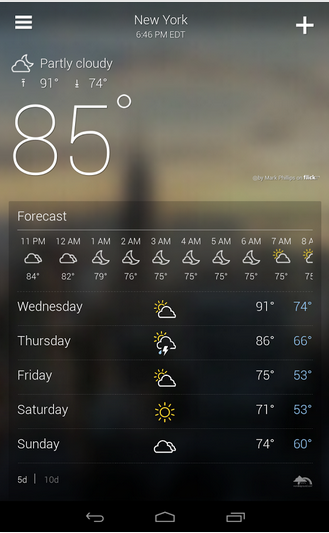 New York
6:46 PM EDT
Partly cloudy
91° 74°
85°
by Mark Philpott on flickr
Forecast
11 PM 12 AM 1 AM 2 AM 3 AM 4 AM 5 AM 6 AM 7 AM 8 A
84° 82° 79° 76° 75° 75° 75° 75° 75° 75
Wednesday 91° 74°
Thursday 86° 66°
Friday 75° 53°
Saturday 71° 53°
Sunday 74° 60°
5d | 10d